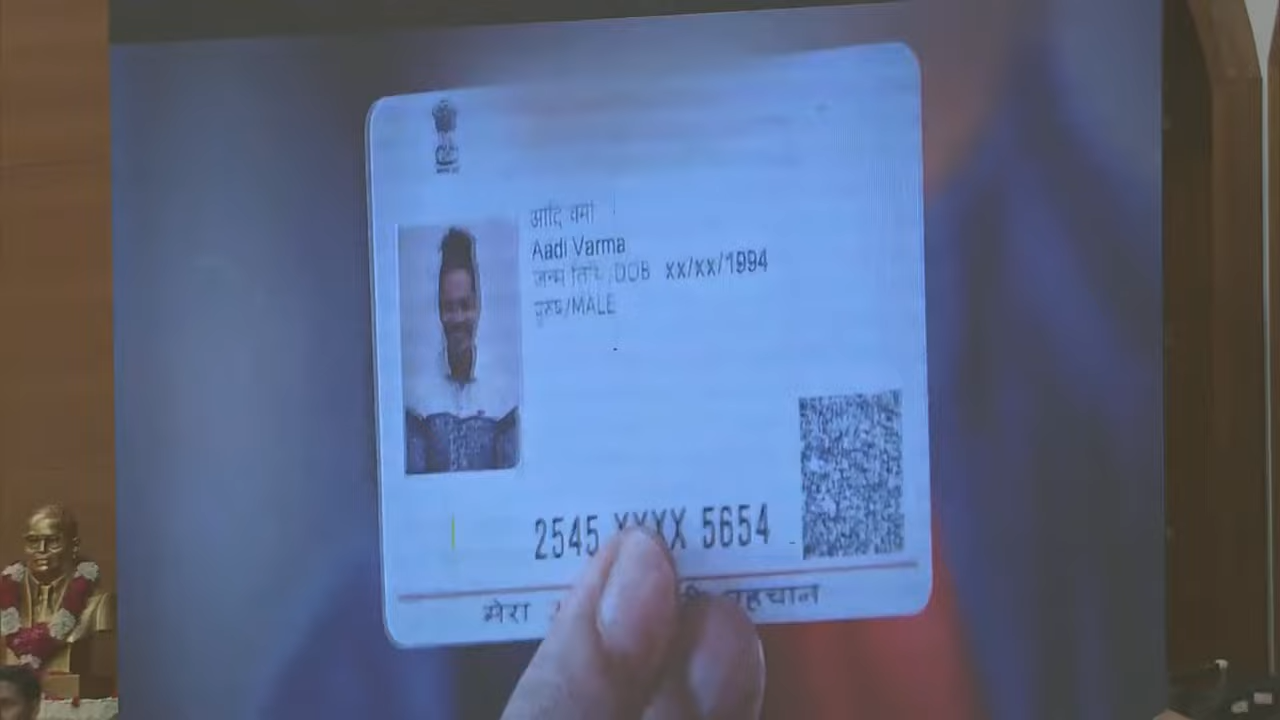 आदि वर्मा
Aadi Varma
जन्म तिथि /DOB xx/xx/1994
पुरुष/MALE
2545 XXXX 5654
मेरा पहचान